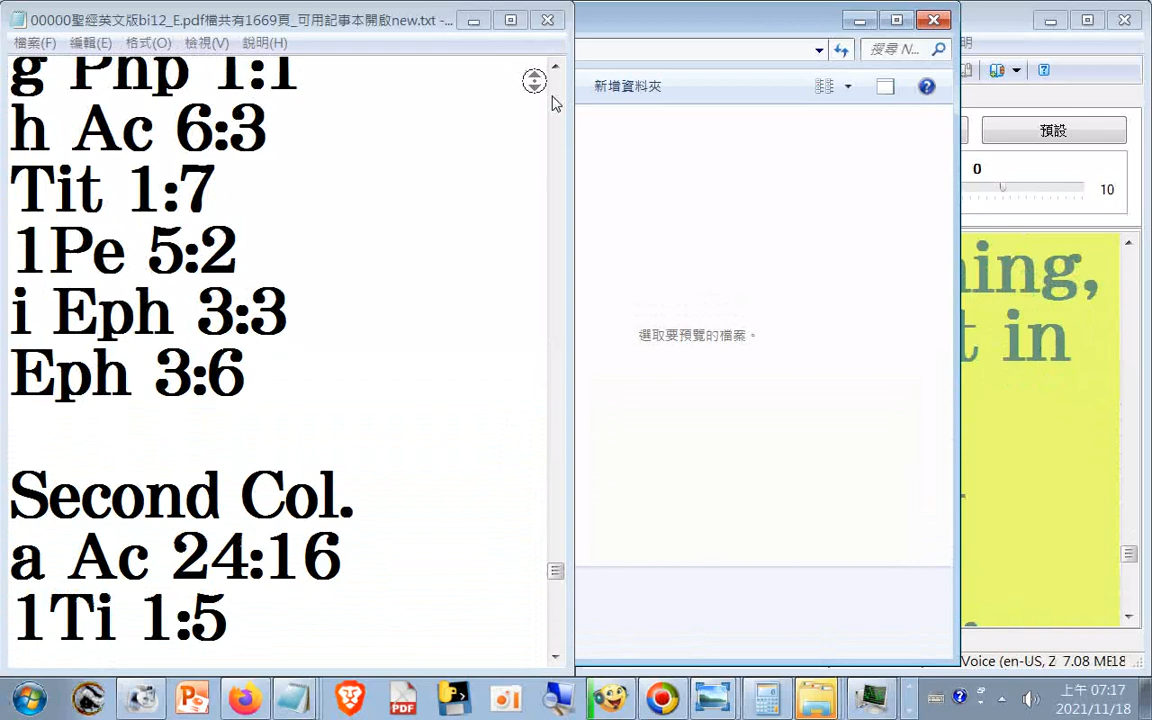 00000聖經英文版bi12_E.pdf檔共有1669頁_可用記事本開啟new.txt -...
檔案(F) 編輯(E) 格式(O) 檢視(V) 說明(H)
g Php 1:1
h Ac 6:3
Tit 1:7
1Pe 5:2
i Eph 3:3
Eph 3:6
Second Col.
a Ac 24:16
1Ti 1:5
搜尋 N...
新增資料夾
選取要預覽的檔案。
明
預設
0
10
ning,
t in
Voice (en-US, Z 7.08 ME18
PDF
上午 07:17
2021/11/18